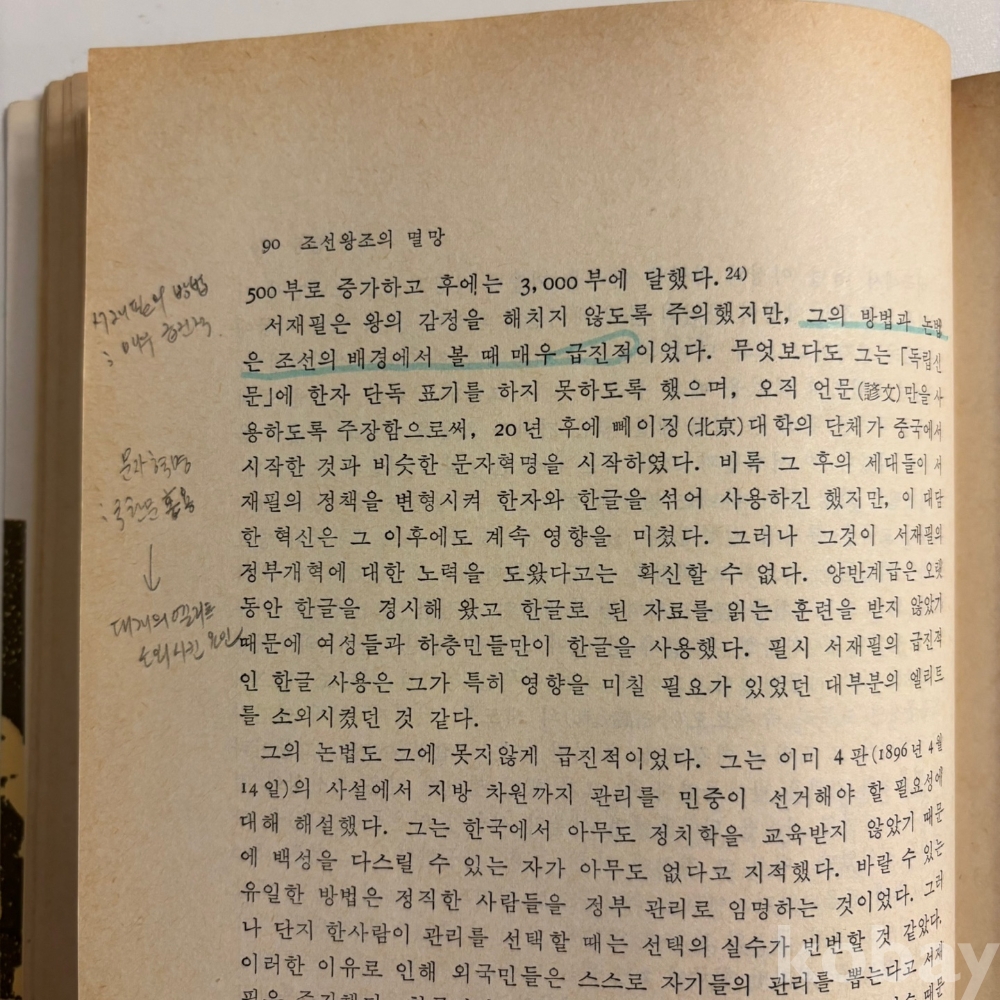 90 조선왕조의 멸망
500부로 증가하고 후에는 3,000부에 달했다.24)
서재필은 왕의 감정을 해치지 않도록 주의했지만, 그의 방법과 논법
은 조선의 배경에서 볼 때 매우 급진적이었다. 무엇보다도 그는 「독립신
문」에 한자 단독 표기를 하지 못하도록 했으며, 오직 언문(諺文)만을 사
용하도록 주장함으로써, 20년 후에 뻬이징(北京)대학의 단체가 중국에서
시작한 것과 비슷한 문자혁명을 시작하였다. 비록 그 후의 세대들이 서
재필의 정책을 변형시켜 한자와 한글을 섞어 사용하긴 했지만, 이 대담
한 혁신은 그 이후에도 계속 영향을 미쳤다. 그러나 그것이 서재필의
정부개혁에 대한 노력을 도왔다고는 확신할 수 없다. 양반계급은 오랫
동안 한글을 경시해 왔고 한글로 된 자료를 읽는 훈련을 받지 않았기
때문에 여성들과 하층민들만이 한글을 사용했다. 필시 서재필의 급진적
인 한글 사용은 그가 특히 영향을 미칠 필요가 있었던 대부분의 엘리트
를 소외시켰던 것 같다.
그의 논법도 그에 못지않게 급진적이었다. 그는 이미 4판(1896년 4월
14일)의 사설에서 지방 차원까지 관리를 민중이 선거해야 할 필요성에
대해 해설했다. 그는 한국에서 아무도 정치학을 교육받지 않았기 때문
에 백성을 다스릴 수 있는 자가 아무도 없다고 지적했다. 바랄 수 있는
유일한 방법은 정직한 사람들을 정부 관리로 임명하는 것이었다. 그러
나 단지 한사람이 관리를 선택할 때는 선택의 실수가 빈번할 것 같았다.
이러한 이유로 인해 외국민들은 스스로 자기들의 관리를 뽑는다고 서재
서재필의 방법
: 매우 급진적.
문자혁명
: 국한문 혼용
↓
엘리트
소외시킨 요인
kobay